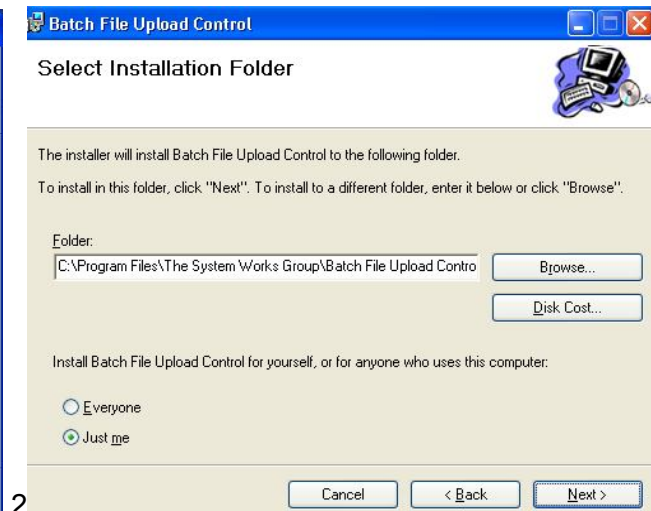 Batch File Upload Control
Select Installation Folder
The installer will install Batch File Upload Control to the following folder.
To install in this folder, click "Next". To install to a different folder, enter it below or click "Browse".
Folder:
C:\Program Files\The System Works Group\Batch File Upload Contro
Browse...
Disk Cost...
Install Batch File Upload Control for yourself, or for anyone who uses this computer:
Everyone
Just me
Cancel < Back Next >
2